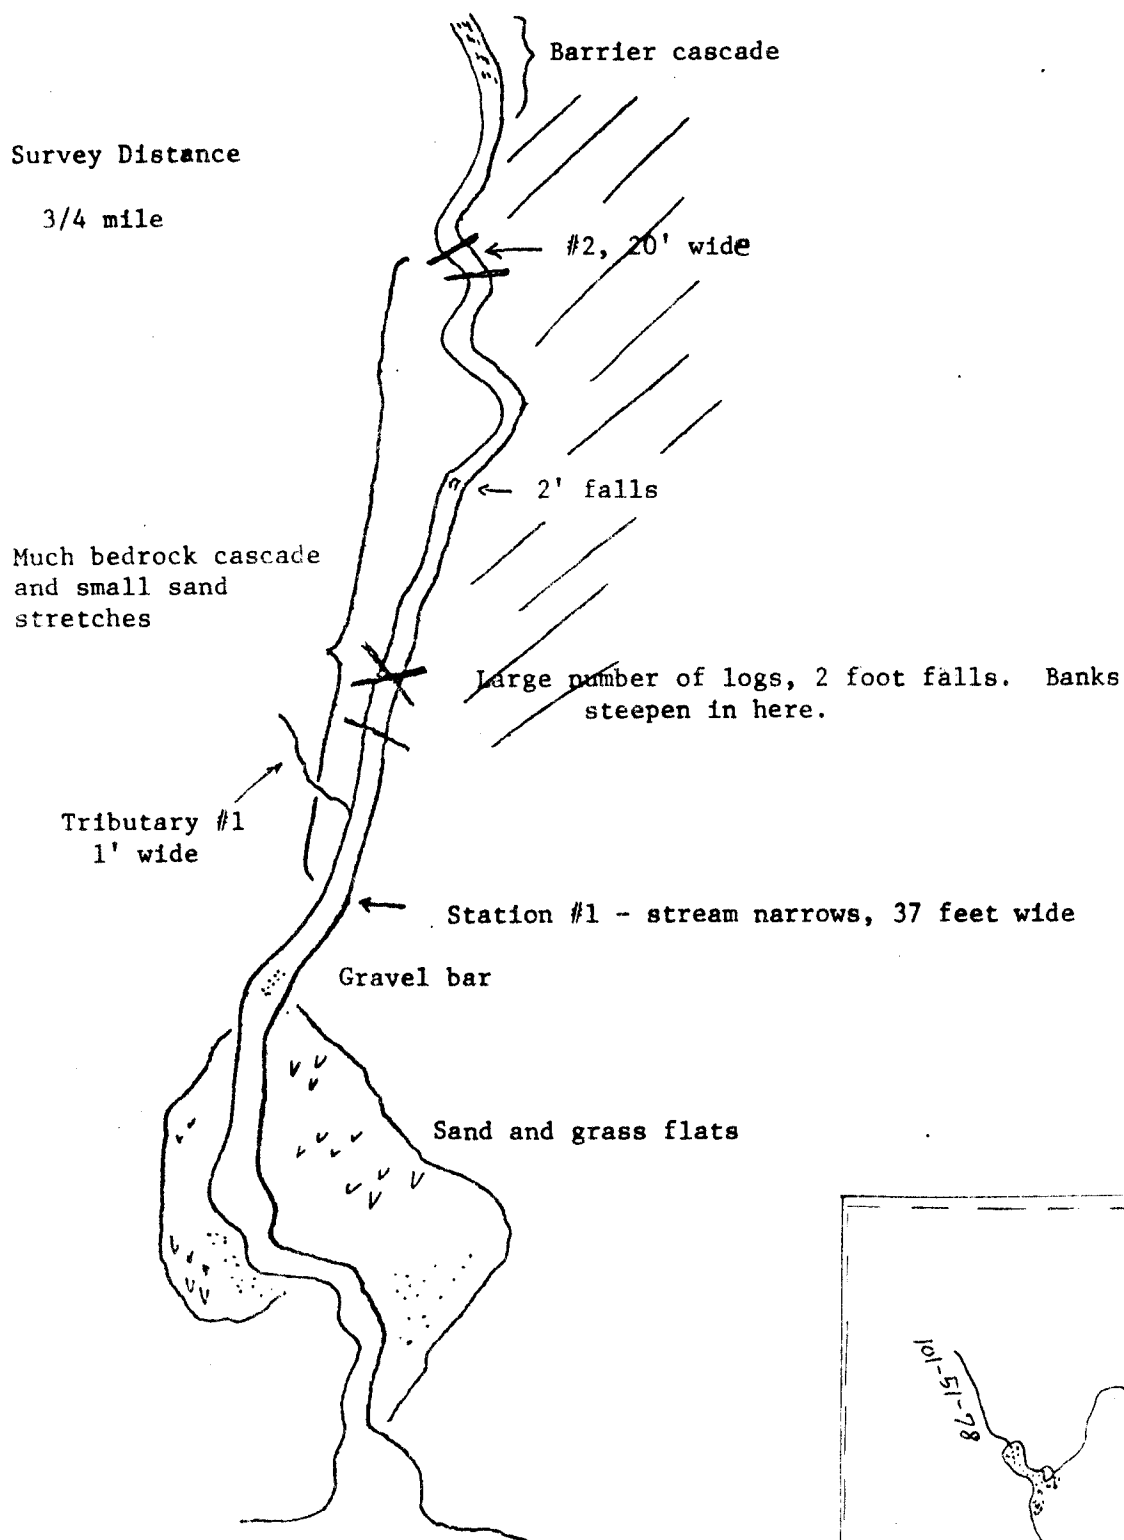 Barrier cascade
Survey Distance
3/4 mile
#2, 20' wide
2' falls
Much bedrock cascade
and small sand
stretches
Large number of logs, 2 foot falls. Banks
steepen in here.
Tributary #1
1' wide
Station #1 - stream narrows, 37 feet wide
Gravel bar
Sand and grass flats
101-15-78